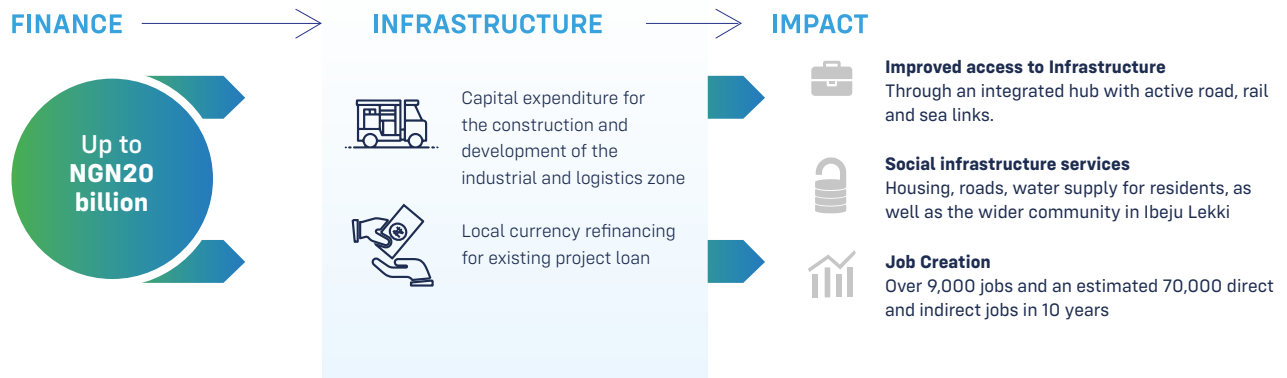 FINANCE
INFRASTRUCTURE
IMPACT
Up to
NGN20
billion
Capital expenditure for
the construction and
development of the
industrial and logistics zone
Local currency refinancing
for existing project loan
Improved access to Infrastructure
Through an integrated hub with active road, rail
and sea links.
Social infrastructure services
Housing, roads, water supply for residents, as
well as the wider community in Ibeju Lekki
Job Creation
Over 9,000 jobs and an estimated 70,000 direct
and indirect jobs in 10 years